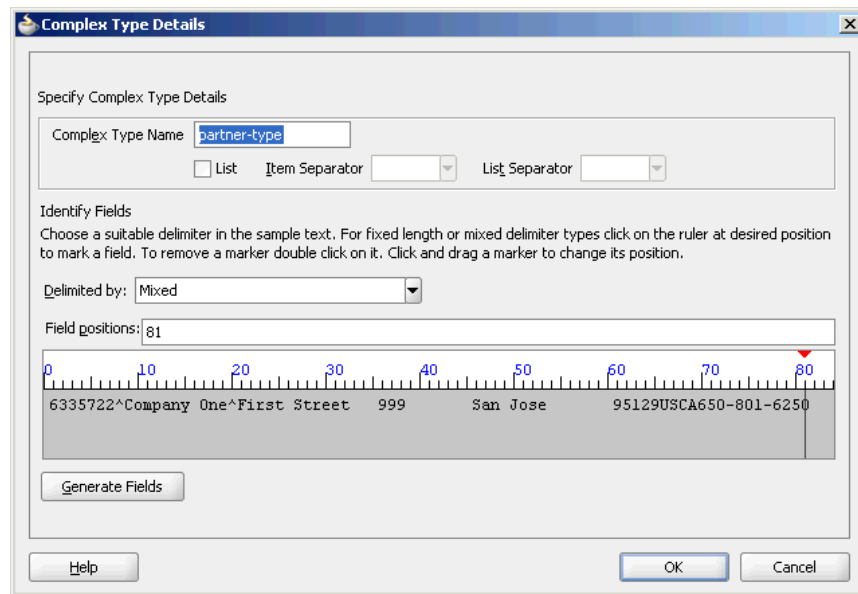 Complex Type Details
Specify Complex Type Details
Complex Type Name partner-type
List Item Separator List Separator
Identify Fields
Choose a suitable delimiter in the sample text. For fixed length or mixed delimiter types click on the ruler at desired position
to mark a field. To remove a marker double click on it. Click and drag a marker to change its position.
Delimited by: Mixed
Field positions: 81
0 10 20 30 40 50 60 70 80
6335722^Company One^First Street   999       San Jose       95129USCA650-801-6250
Generate Fields
Help OK Cancel